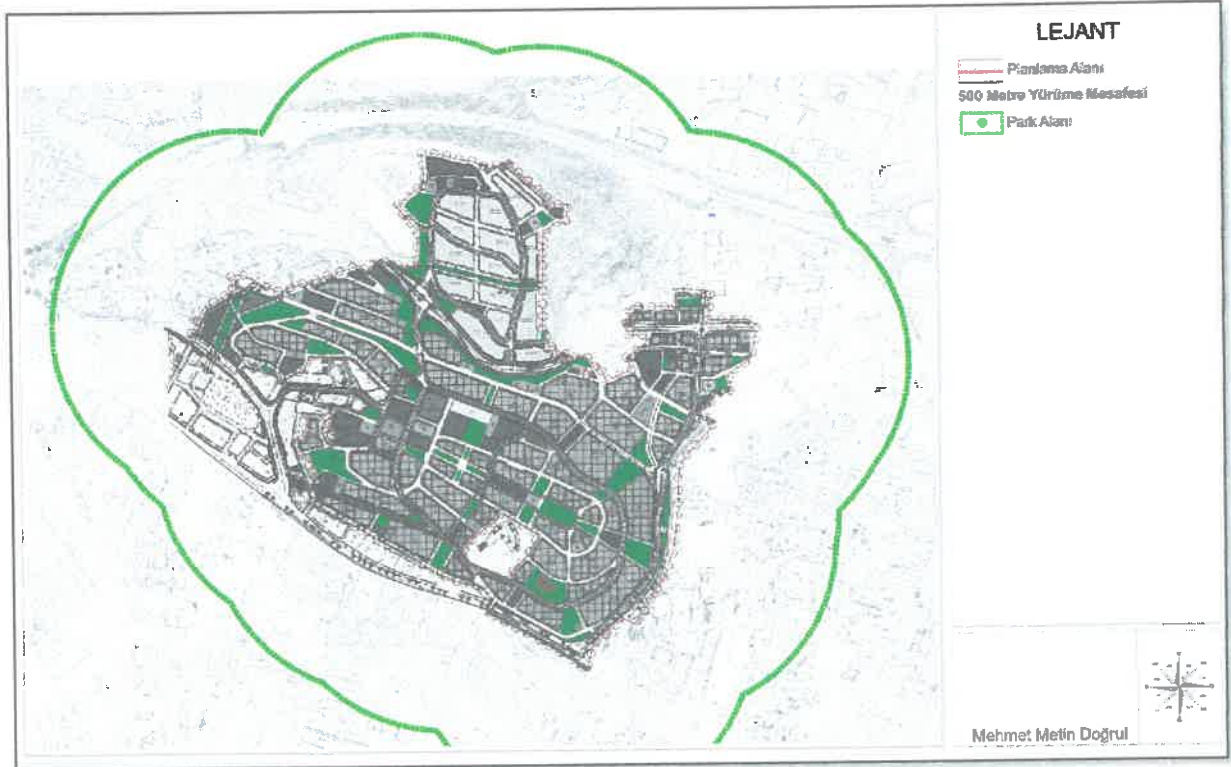 LEJANT
Planlama Alanı
500 Metre Yürüme Mesafesi
Park Alanı
Mehmet Metin Doğrul